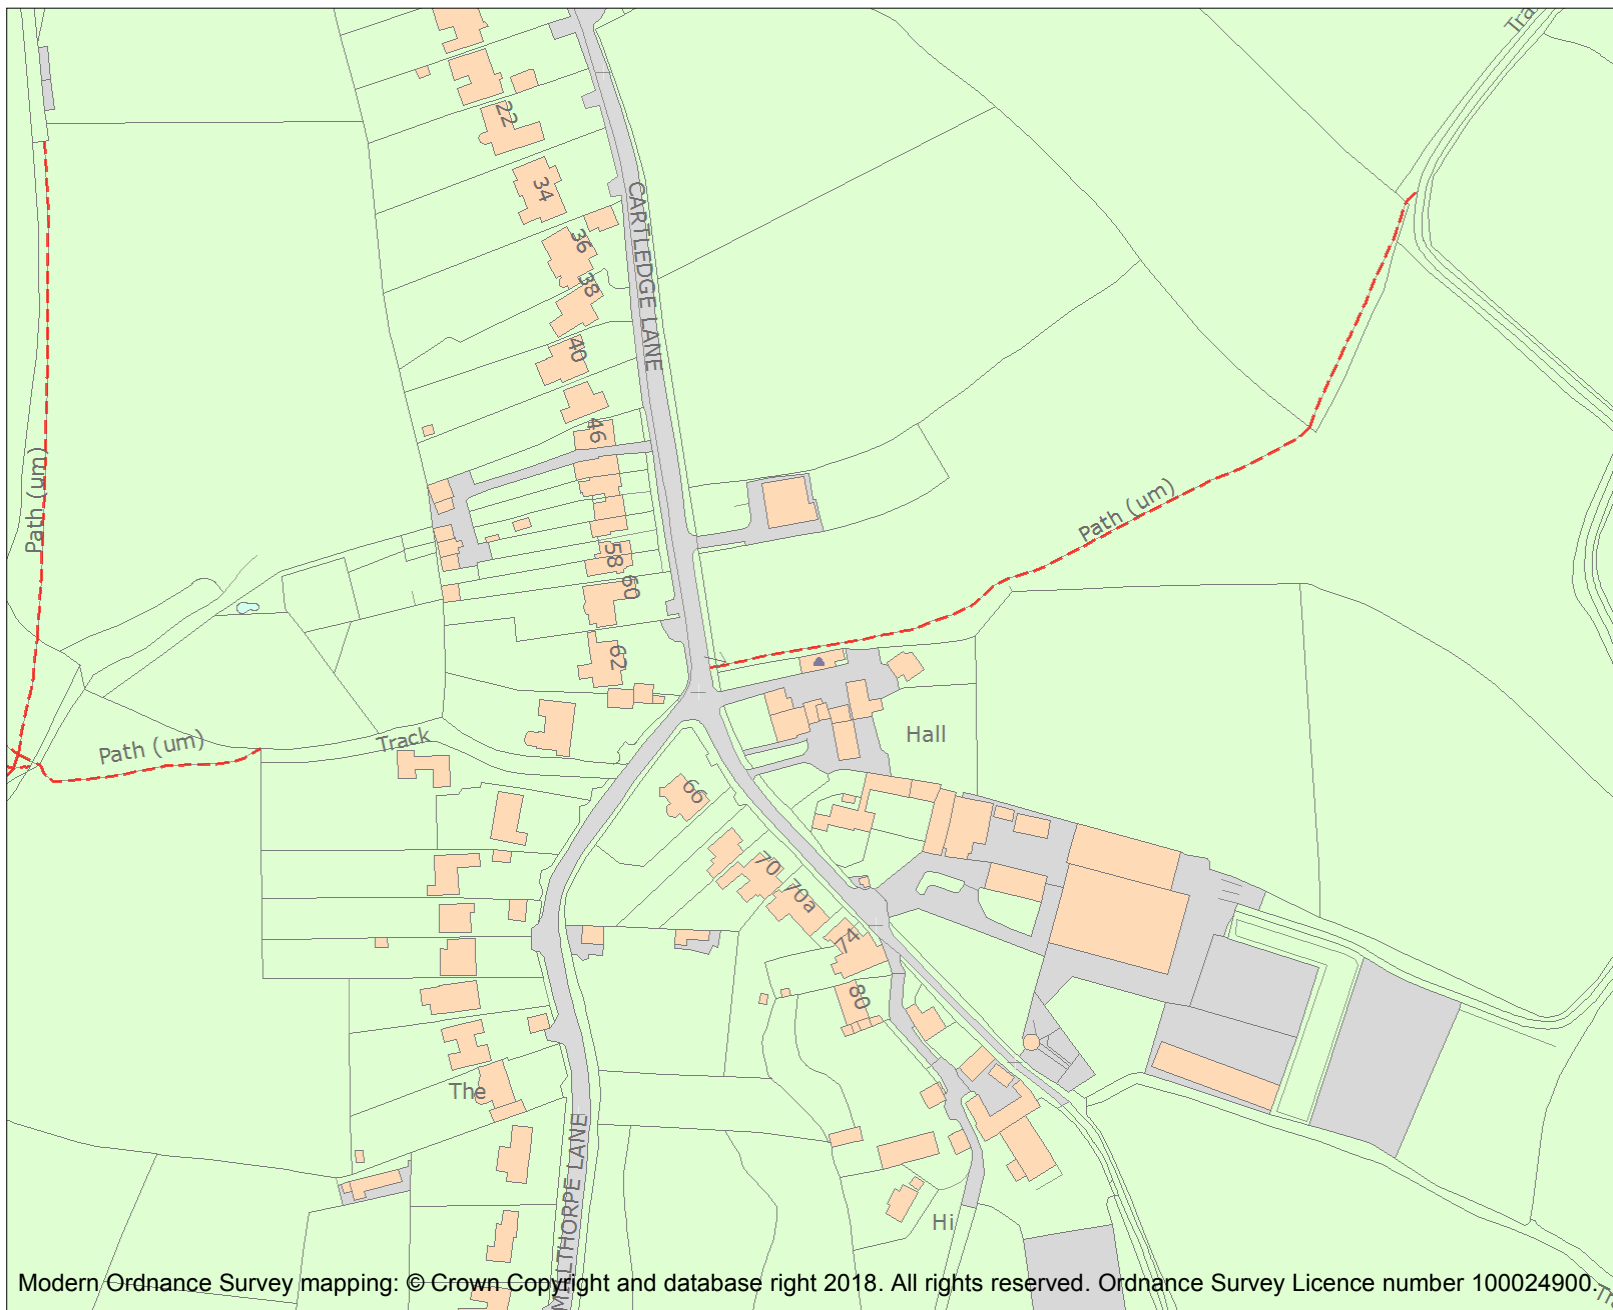 Tra
22
34
CARTLEDGE LANE
36
38
40
46
Path (um)
Path (um)
58
60
62
Path (um)
Track
Hall
66
70
70a
74
80
The
MILLTHORPE LANE
Hi
Modern Ordnance Survey mapping: © Crown Copyright and database right 2018. All rights reserved. Ordnance Survey Licence number 100024900.